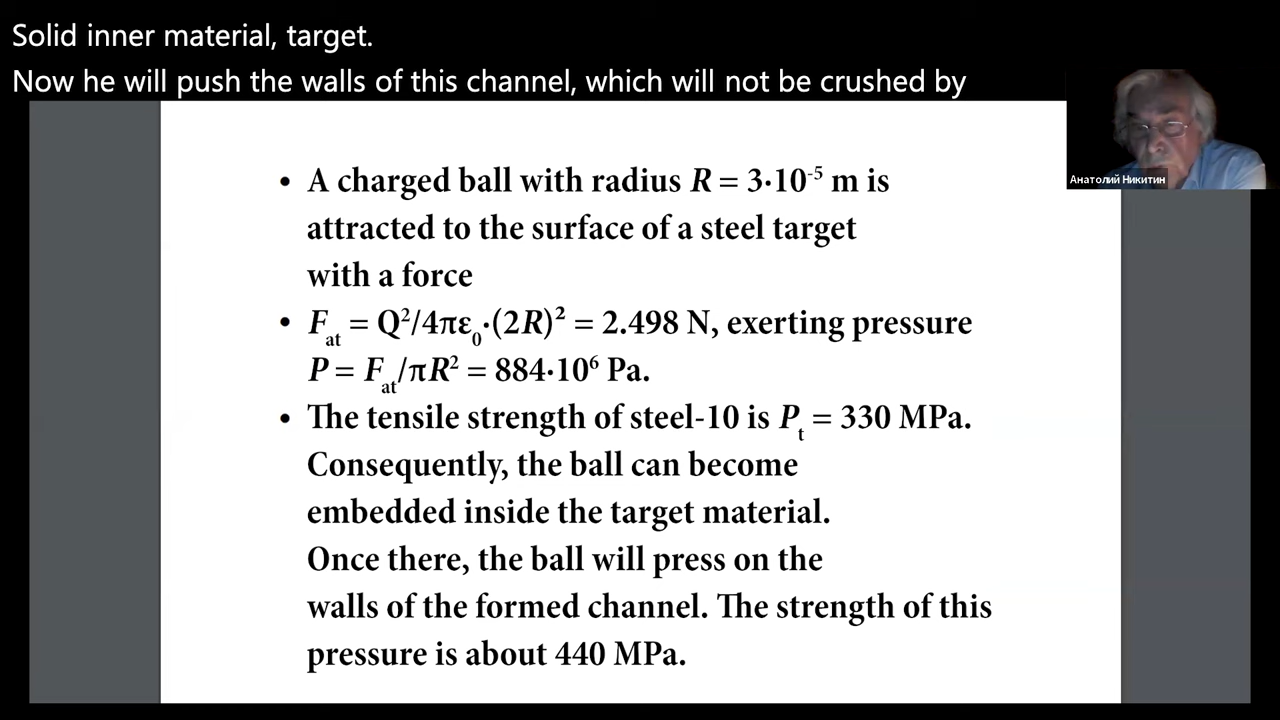 Solid inner material, target.
Now he will push the walls of this channel, which will not be crushed by
Анатолий Никитин
• A charged ball with radius R = 3·10⁻⁵ m is
attracted to the surface of a steel target
with a force
• Fₐₜ = Q²/4πε₀·(2R)² = 2.498 N, exerting pressure
P = Fₐₜ/πR² = 884·10⁶ Pa.
• The tensile strength of steel-10 is Pₜ = 330 MPa.
Consequently, the ball can become
embedded inside the target material.
Once there, the ball will press on the
walls of the formed channel. The strength of this
pressure is about 440 MPa.